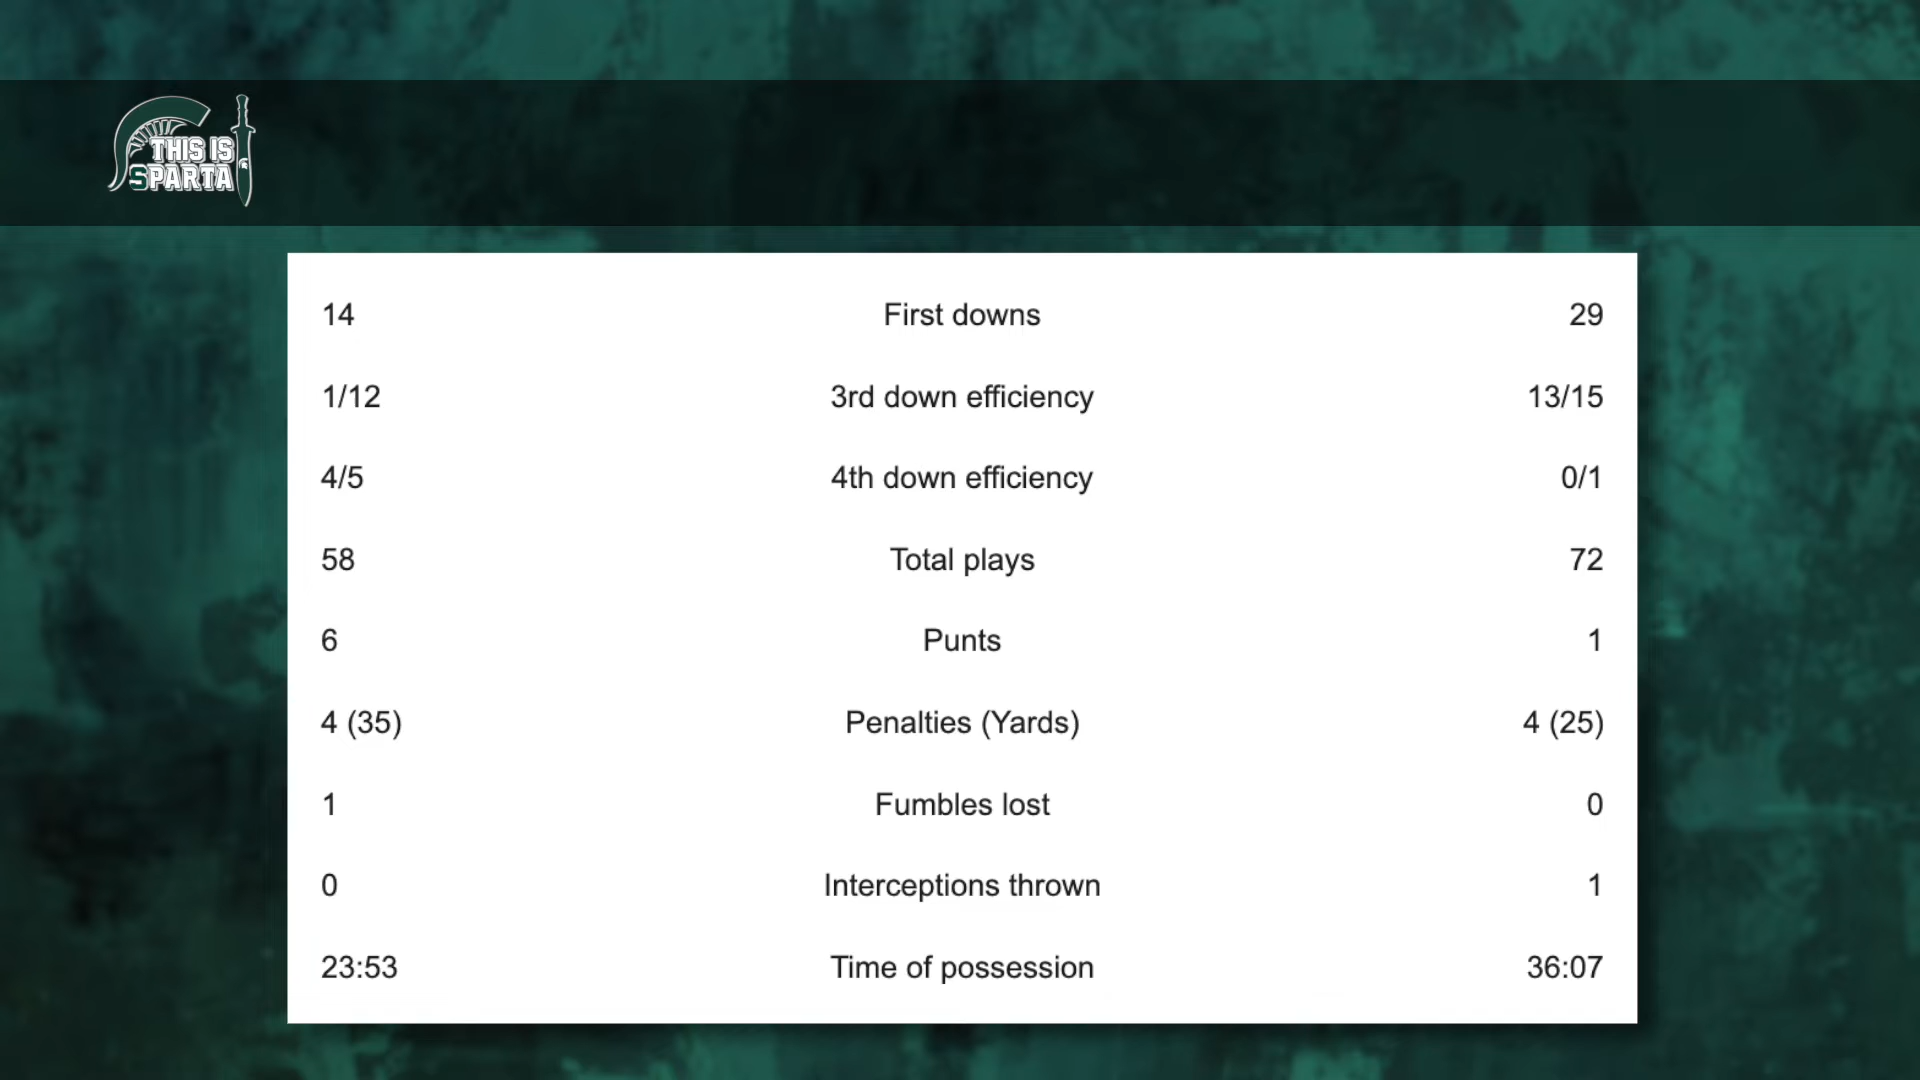 THIS IS
SPARTA
14 First downs 29
1/12 3rd down efficiency 13/15
4/5 4th down efficiency 0/1
58 Total plays 72
6 Punts 1
4 (35) Penalties (Yards) 4 (25)
1 Fumbles lost 0
0 Interceptions thrown 1
23:53 Time of possession 36:07